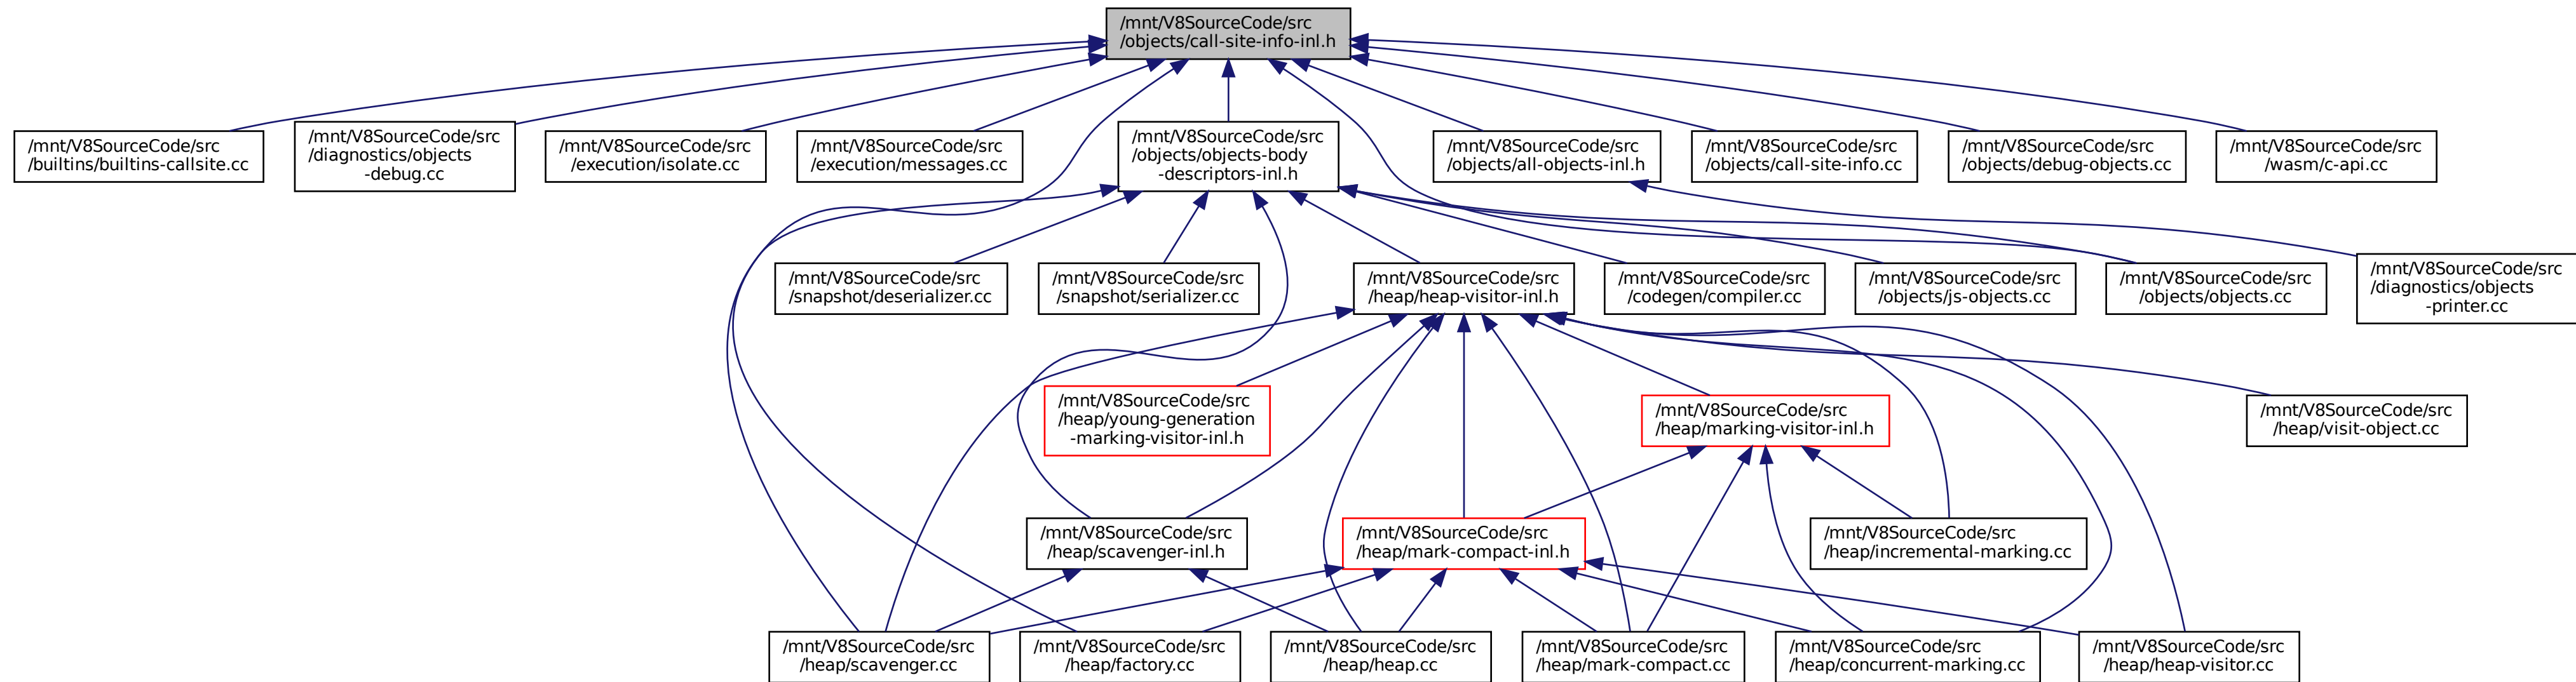 /mnt/V8SourceCode/src
/objects/call-site-info-inl.h
/mnt/V8SourceCode/src
/builtins/builtins-callsite.cc
/mnt/V8SourceCode/src
/diagnostics/objects
-debug.cc
/mnt/V8SourceCode/src
/execution/isolate.cc
/mnt/V8SourceCode/src
/execution/messages.cc
/mnt/V8SourceCode/src
/objects/objects-body
-descriptors-inl.h
/mnt/V8SourceCode/src
/objects/all-objects-inl.h
/mnt/V8SourceCode/src
/objects/call-site-info.cc
/mnt/V8SourceCode/src
/objects/debug-objects.cc
/mnt/V8SourceCode/src
/wasm/c-api.cc
/mnt/V8SourceCode/src
/snapshot/deserializer.cc
/mnt/V8SourceCode/src
/snapshot/serializer.cc
/mnt/V8SourceCode/src
/heap/heap-visitor-inl.h
/mnt/V8SourceCode/src
/codegen/compiler.cc
/mnt/V8SourceCode/src
/objects/js-objects.cc
/mnt/V8SourceCode/src
/objects/objects.cc
/mnt/V8SourceCode/src
/diagnostics/objects
-printer.cc
/mnt/V8SourceCode/src
/heap/young-generation
-marking-visitor-inl.h
/mnt/V8SourceCode/src
/heap/marking-visitor-inl.h
/mnt/V8SourceCode/src
/heap/visit-object.cc
/mnt/V8SourceCode/src
/heap/scavenger-inl.h
/mnt/V8SourceCode/src
/heap/mark-compact-inl.h
/mnt/V8SourceCode/src
/heap/incremental-marking.cc
/mnt/V8SourceCode/src
/heap/scavenger.cc
/mnt/V8SourceCode/src
/heap/factory.cc
/mnt/V8SourceCode/src
/heap/heap.cc
/mnt/V8SourceCode/src
/heap/mark-compact.cc
/mnt/V8SourceCode/src
/heap/concurrent-marking.cc
/mnt/V8SourceCode/src
/heap/heap-visitor.cc